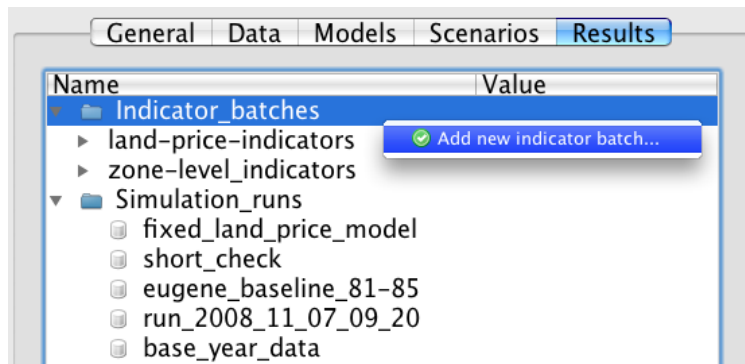 General Data Models Scenarios Results
Name Value
Indicator_batches
land-price-indicators
Add new indicator batch...
zone-level_indicators
Simulation_runs
fixed_land_price_model
short_check
eugene_baseline_81-85
run_2008_11_07_09_20
base_year_data